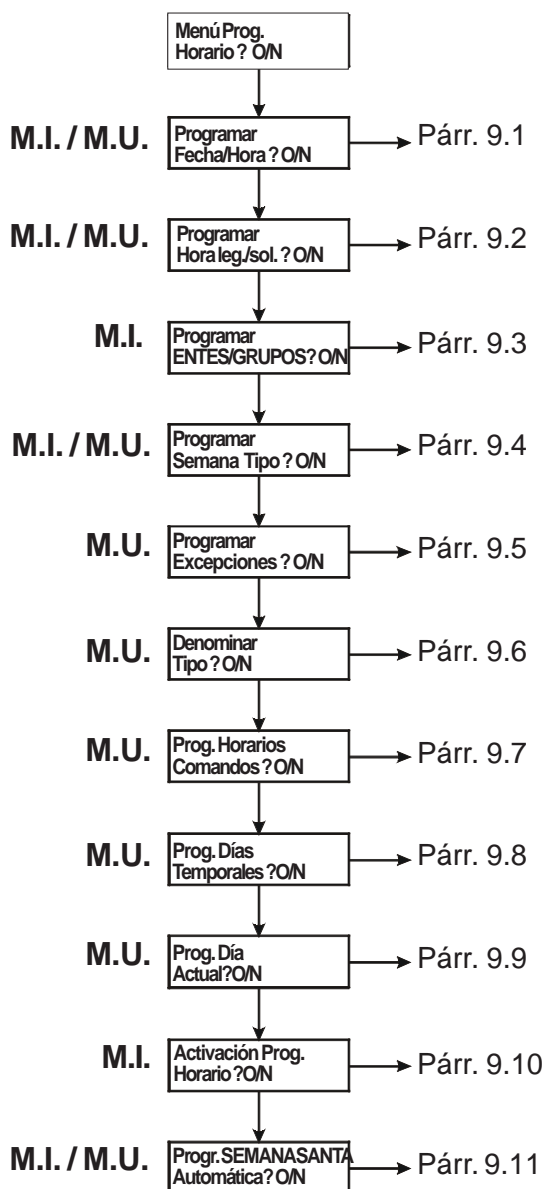 Menú Prog.
Horario ? O/N
M.I. / M.U.
Programar
Fecha/Hora ? O/N
Párr. 9.1
M.I. / M.U.
Programar
Hora leg./sol. ? O/N
Párr. 9.2
M.I.
Programar
ENTES/GRUPOS? O/N
Párr. 9.3
M.I. / M.U.
Programar
Semana Tipo ? O/N
Párr. 9.4
M.U.
Programar
Excepciones ? O/N
Párr. 9.5
M.U.
Denominar
Tipo ? O/N
Párr. 9.6
M.U.
Prog. Horarios
Comandos ? O/N
Párr. 9.7
M.U.
Prog. Días
Temporales ? O/N
Párr. 9.8
M.U.
Prog. Día
Actual? O/N
Párr. 9.9
M.I.
Activación Prog.
Horario ? O/N
Párr. 9.10
M.I. / M.U.
Progr. SEMANA SANTA
Automática? O/N
Párr. 9.11